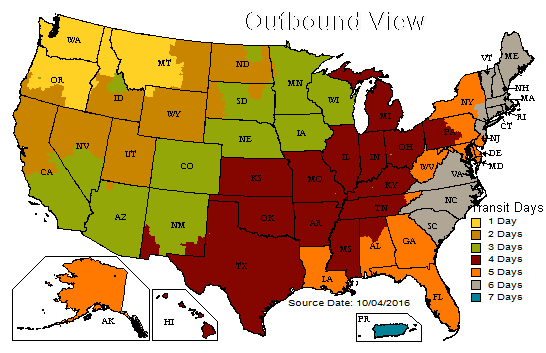 Outbound View
WA
MT
ND
MN
VT
ME
OR
ID
SD
WI
MI
NY
NH
MA
RI
CT
WY
NE
IA
PA
NJ
DE
MD
NV
UT
CO
IL
IN
OH
WV
VA
CA
KS
MO
KY
NC
AZ
NM
OK
AR
TN
SC
TX
MS
AL
GA
LA
FL
AK
HI
PR
Transit Days
1 Day
2 Days
3 Days
4 Days
5 Days
6 Days
7 Days
Source Date: 10/04/2016